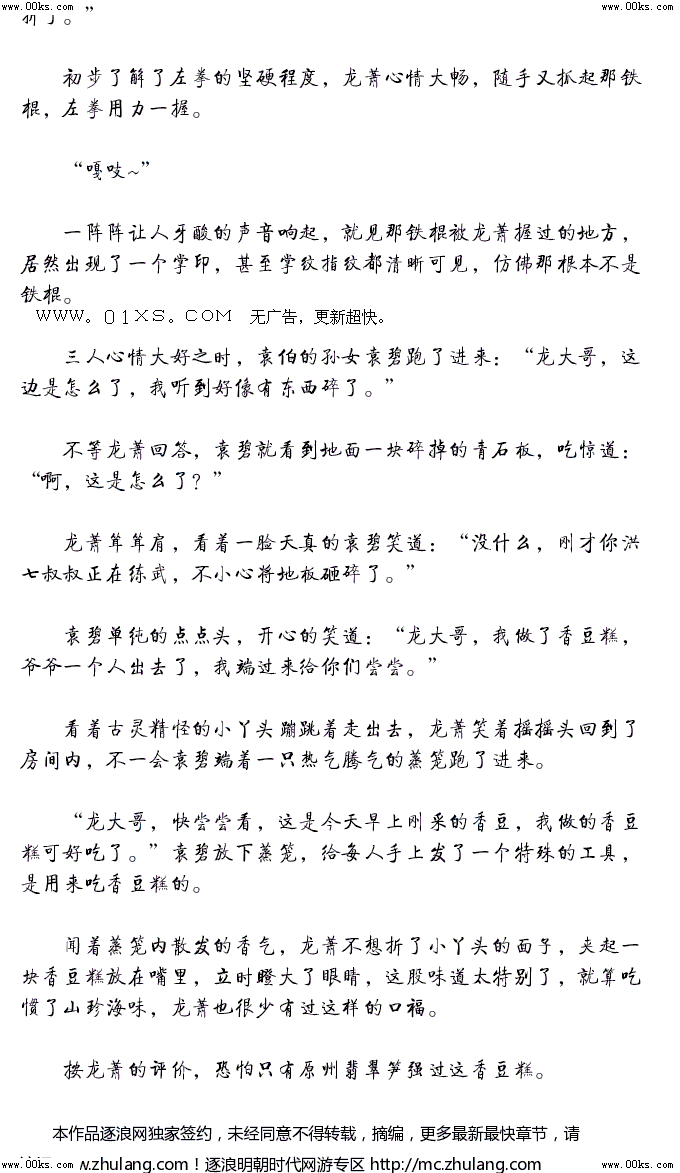 www.00ks.com www.00ks.com
折了。”
初步了解了左拳的坚硬程度，龙萧心情大畅，随手又抓起那铁
棍，左拳用力一握。
“嘎吱~”
一阵阵让人牙酸的声音响起，就见那铁棍被龙萧握过的地方，
居然出现了一个掌印，甚至掌纹指纹都清晰可见，仿佛那根本不是
铁棍。
WWW。01XS。COM 无广告，更新超快。
三人心情大好之时，袁伯的孙女袁碧跑了进来：“龙大哥，这
边是怎么了，我听到好像有东西碎了。”
不等龙萧回答，袁碧就看到地面一块碎掉的青石板，吃惊道：
“啊，这是怎么了？”
龙萧耸耸肩，看着一脸天真的袁碧笑道：“没什么，刚才你洪
七叔叔正在练武，不小心将地板砸碎了。”
袁碧单纯的点点头，开心的笑道：“龙大哥，我做了香豆糕，
爷爷一个人出去了，我端过来给你们尝尝。”
看着古灵精怪的小丫头蹦跳着走出去，龙萧笑着摇摇头回到了
房间内，不一会袁碧端着一只热气腾气的蒸笼跑了进来。
“龙大哥，快尝尝看，这是今天早上刚采的香豆，我做的香豆
糕可好吃了。”袁碧放下蒸笼，给每人手上发了一个特殊的工具，
是用来吃香豆糕的。
闻着蒸笼内散发的香气，龙萧不想折了小丫头的面子，夹起一
块香豆糕放在嘴里，立时瞪大了眼睛，这股味道太特别了，就算吃
惯了山珍海味，龙萧也很少有过这样的口福。
按龙萧的评价，恐怕只有原州翡翠笋强过这香豆糕。
本作品逐浪网独家签约，未经同意不得转载，摘编，更多最新最快章节，请
www.00ks.com w.zhulang.com！逐浪明朝时代网游专区 http://mc.zhulang.com www.00ks.com